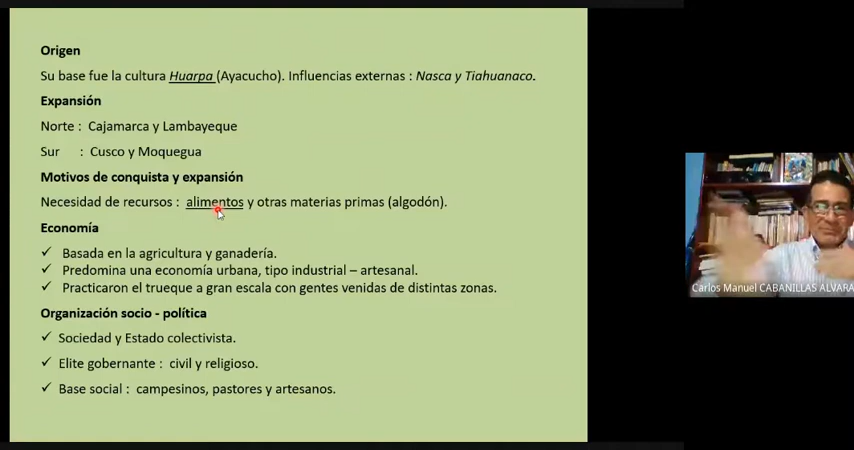 Origen
Su base fue la cultura Huarpa (Ayacucho). Influencias externas : Nasca y Tiahuanaco.
Expansión
Norte : Cajamarca y Lambayeque
Sur : Cusco y Moquegua
Motivos de conquista y expansión
Necesidad de recursos : alimentos y otras materias primas (algodón).
Economía
✓ Basada en la agricultura y ganadería.
✓ Predomina una economía urbana, tipo industrial – artesanal.
✓ Practicaron el trueque a gran escala con gentes venidas de distintas zonas.
Organización socio - política
✓ Sociedad y Estado colectivista.
✓ Elite gobernante : civil y religioso.
✓ Base social : campesinos, pastores y artesanos.
Carlos Manuel CABANILLAS ALVARA